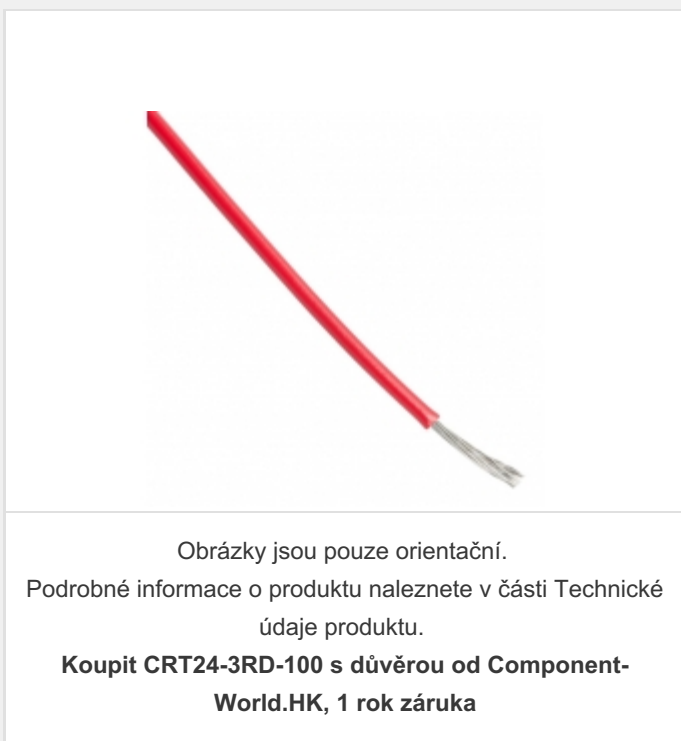 Obrázky jsou pouze orientační.
Podrobné informace o produktu naleznete v části Technické
údaje produktu.
Koupit CRT24-3RD-100 s důvěrou od Component-
World.HK, 1 rok záruka